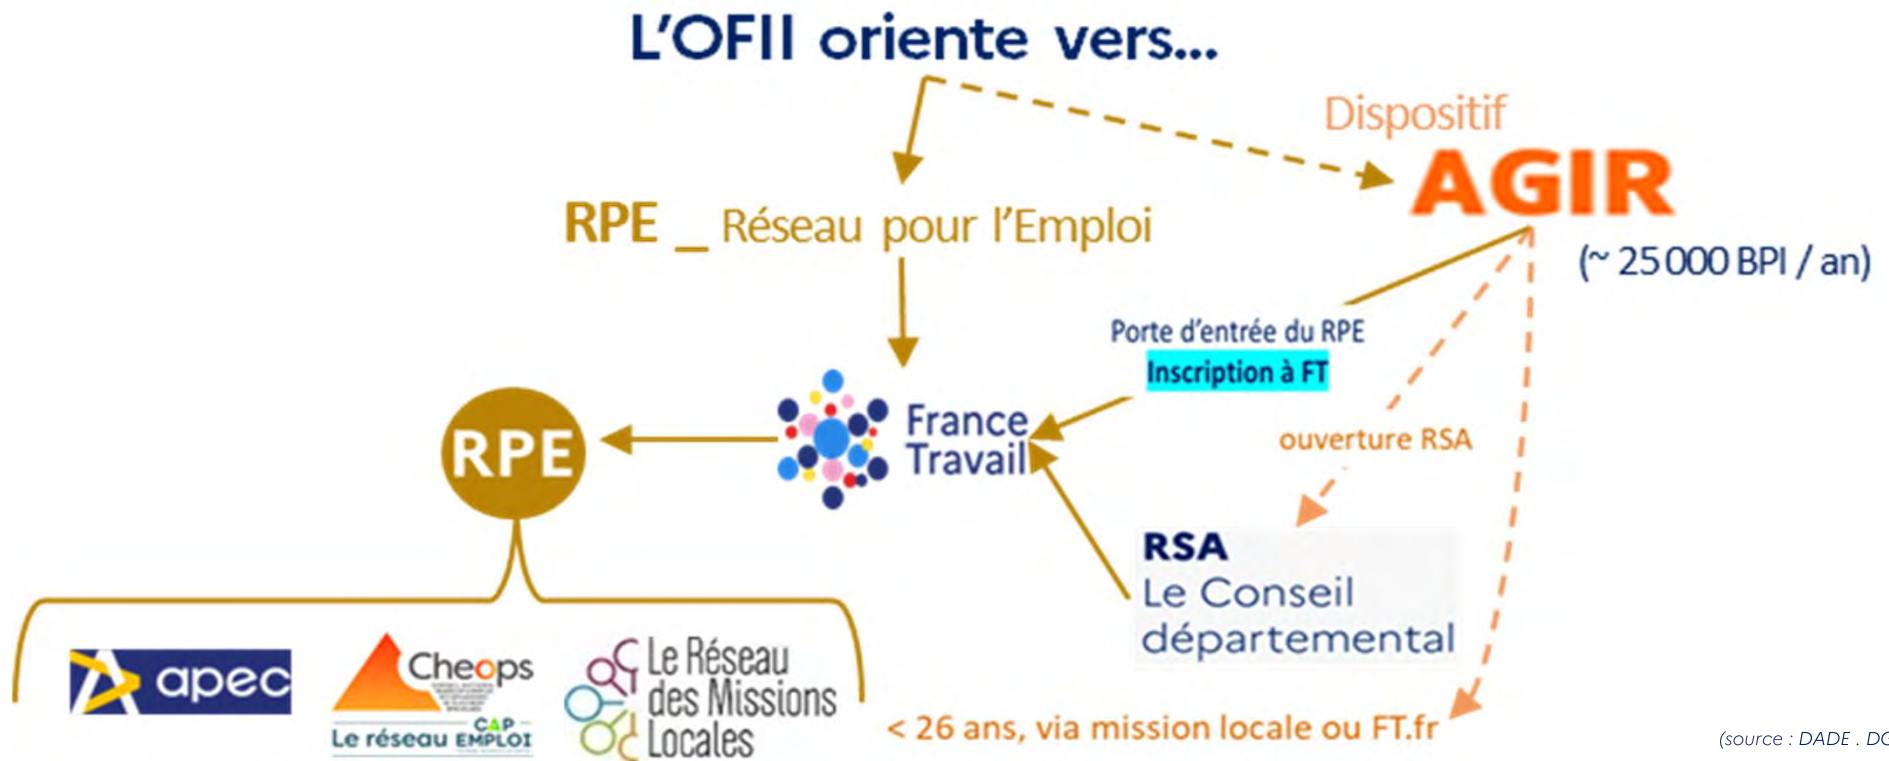 L'OFII oriente vers...
Dispositif
AGIR
(~ 25 000 BPI / an)
RPE _ Réseau pour l'Emploi
Porte d'entrée du RPE
Inscription à FT
France
Travail
RPE
ouverture RSA
RSA
Le Conseil
départemental
apec
Cheops
CAP
Le réseau EMPLOI
Le Réseau
des Missions
Locales
< 26 ans, via mission locale ou FT.fr
(source : DADE . DG